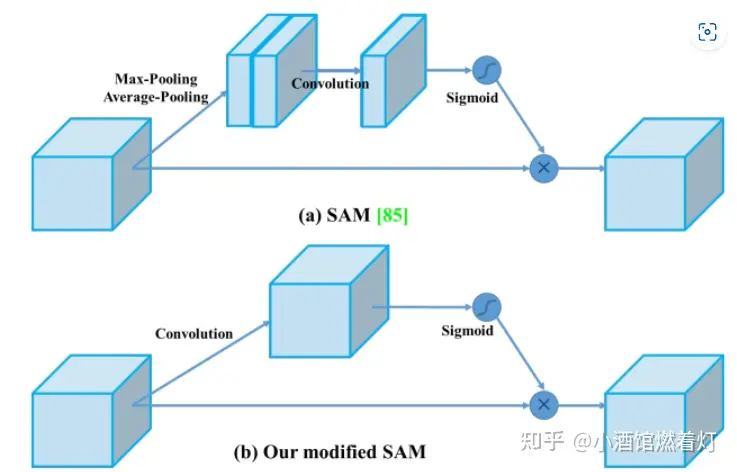 Max-Pooling
Average-Pooling
Convolution
Sigmoid
(a) SAM [85]
Convolution
Sigmoid
(b) Our modified SAM
知乎 @小酒馆燃着灯